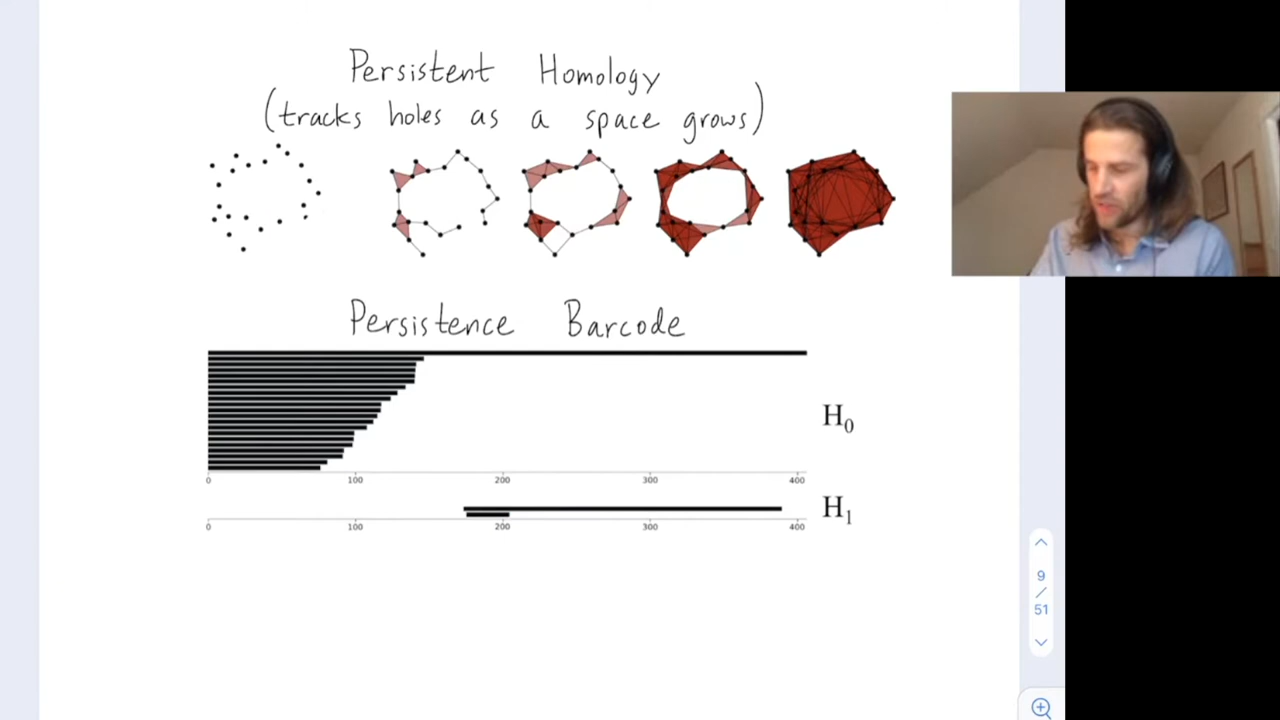 Persistent Homology
(tracks holes as a space grows)
Persistence Barcode
H0
0 100 200 300 400
H1
0 100 200 300 400
9
/
51